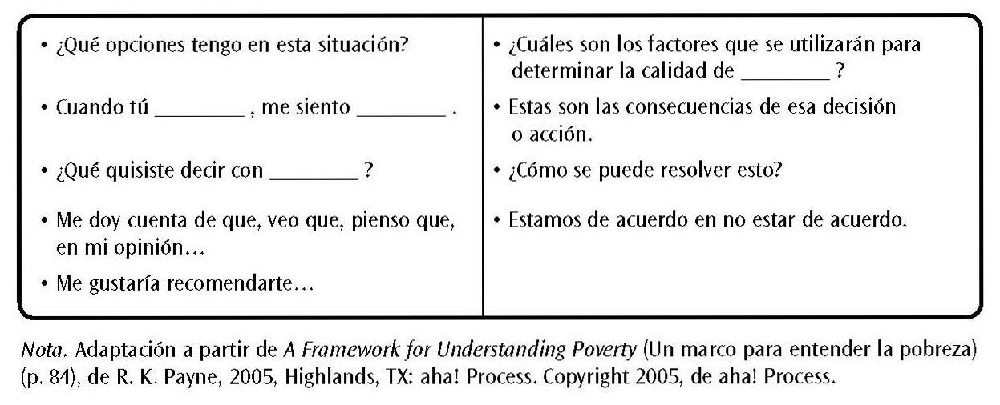 • ¿Qué opciones tengo en esta situación?
• Cuando tú __________ , me siento __________ .
• ¿Qué quisiste decir con __________ ?
• Me doy cuenta de que, veo que, pienso que,
en mi opinión…
• Me gustaría recomendarte…
• ¿Cuáles son los factores que se utilizarán para
determinar la calidad de __________ ?
• Estas son las consecuencias de esa decisión
o acción.
• ¿Cómo se puede resolver esto?
• Estamos de acuerdo en no estar de acuerdo.
Nota. Adaptación a partir de A Framework for Understanding Poverty (Un marco para entender la pobreza)
(p. 84), de R. K. Payne, 2005, Highlands, TX: aha! Process. Copyright 2005, de aha! Process.